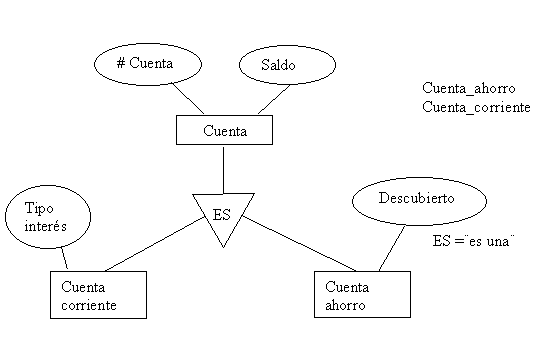 # Cuenta
Saldo
Cuenta_ahorro
Cuenta_corriente
Cuenta
Tipo
interés
ES
Descubierto
ES =¨es una¨
Cuenta
corriente
Cuenta
ahorro